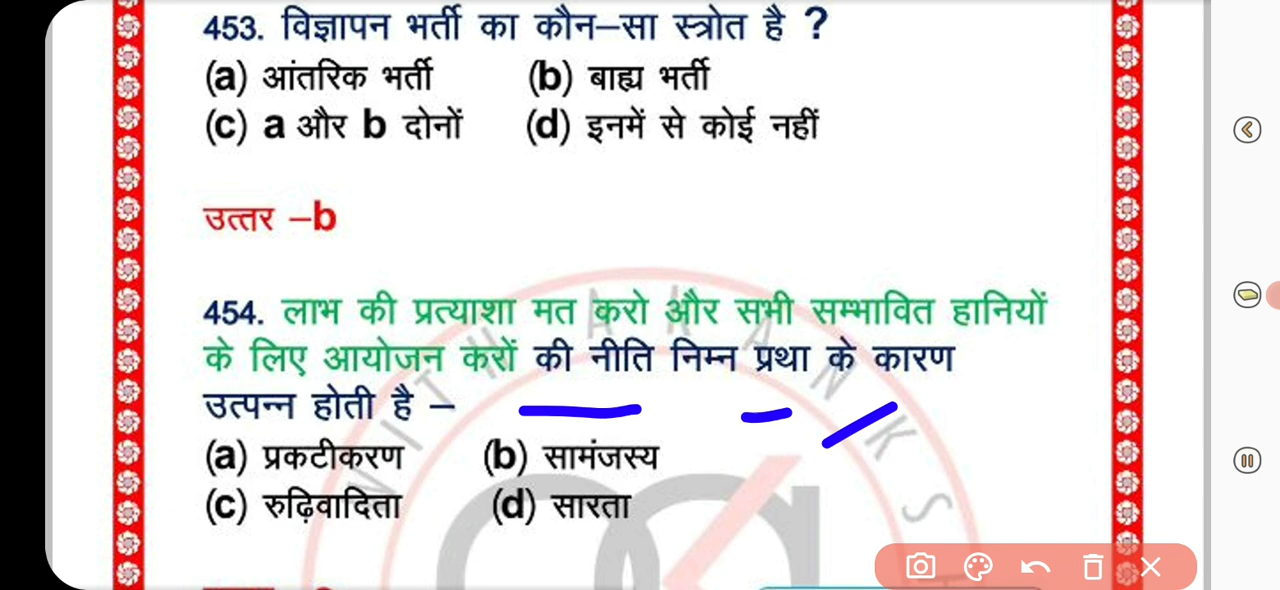 453. विज्ञापन भर्ती का कौन–सा स्त्रोत है ?
(a) आंतरिक भर्ती (b) बाह्य भर्ती
(c) a और b दोनों (d) इनमें से कोई नहीं
उत्तर –b
454. लाभ की प्रत्याशा मत करो और सभी सम्भावित हानियों
के लिए आयोजन करों की नीति निम्न प्रथा के कारण
उत्पन्न होती है –
(a) प्रकटीकरण (b) सामंजस्य
(c) रुढ़िवादिता (d) सारता